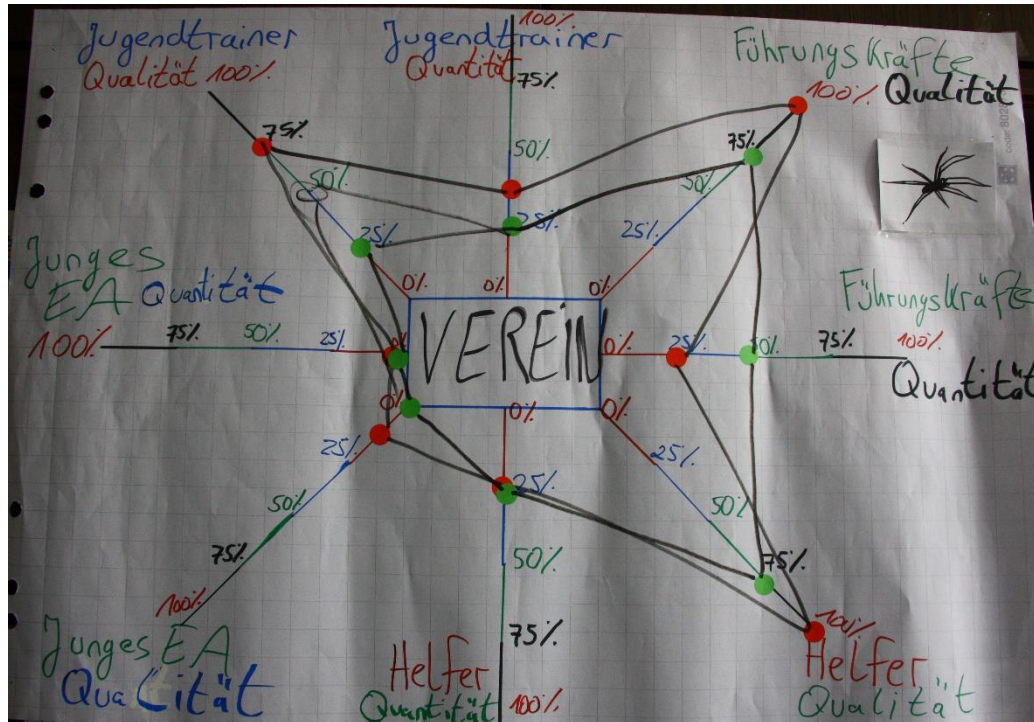 Jugendtrainer
Qualität 100%
75%
50%
25%
0%
Jugendtrainer
Quantität
100%
75%
50%
25%
0%
Führungskräfte
100% Qualität
75%
50%
25%
0%
Junges
EA Quantität
100% 75% 50% 25% 0%
VEREIN
Führungskräfte
0% 25% 50% 75% 100%
Quantität
0%
25%
50%
75%
100%
Junges EA
Qualität
0%
25%
50%
75%
100%
Helfer
Quantität
0%
25%
50%
75%
100%
Helfer
Qualität